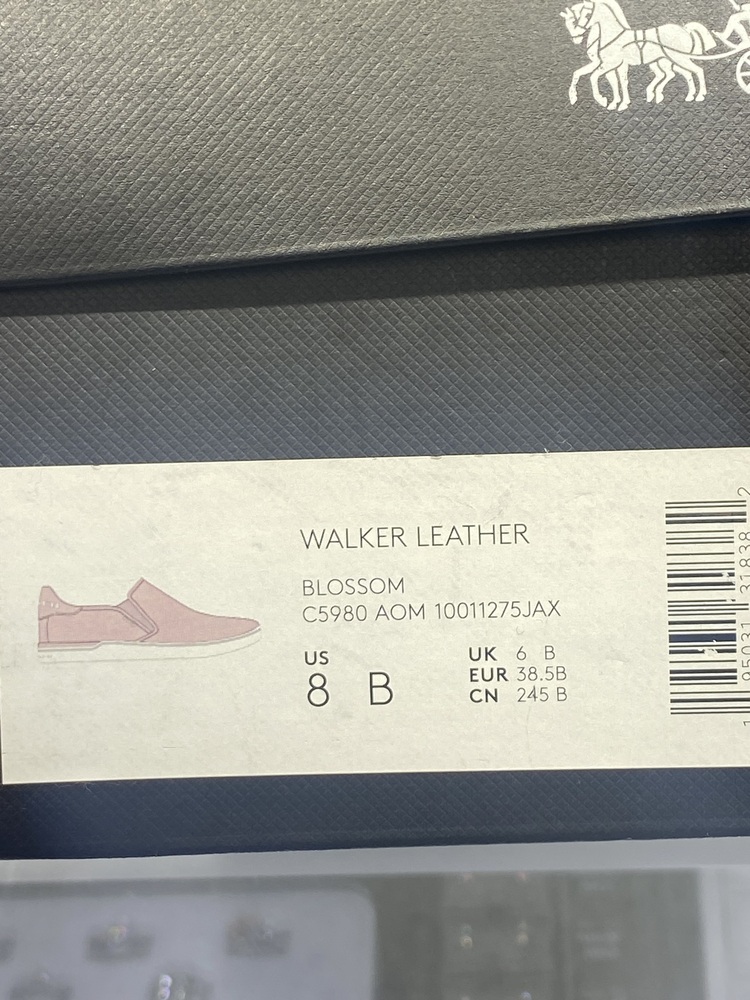 WALKER LEATHER
BLOSSOM
C5980 AOM 10011275JAX
US
8 B
UK 6 B
EUR 38.5B
CN 245 B